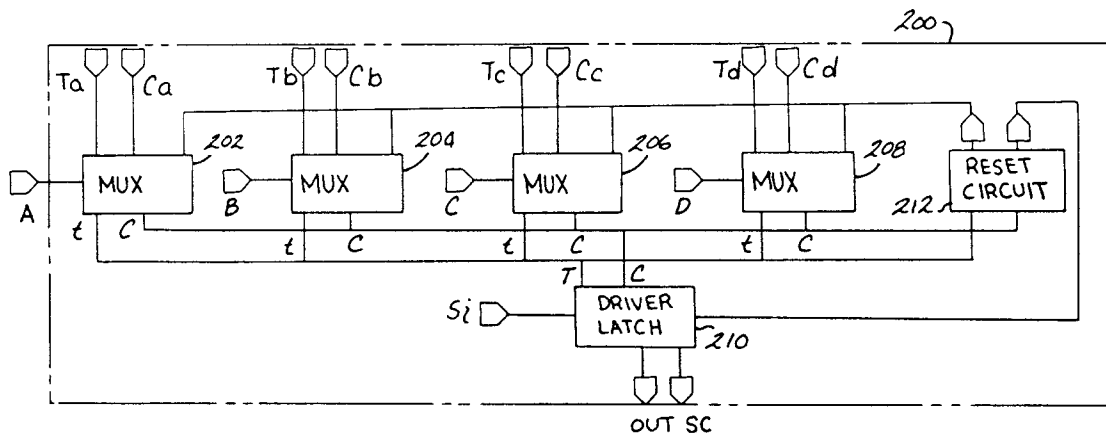 200
Ta Ca Tb Cb Tc Cc Td Cd
202 204 206 208
A MUX B MUX C MUX D MUX RESET CIRCUIT
212
t C t C t C t C
T C
Si DRIVER LATCH 210
OUT SC